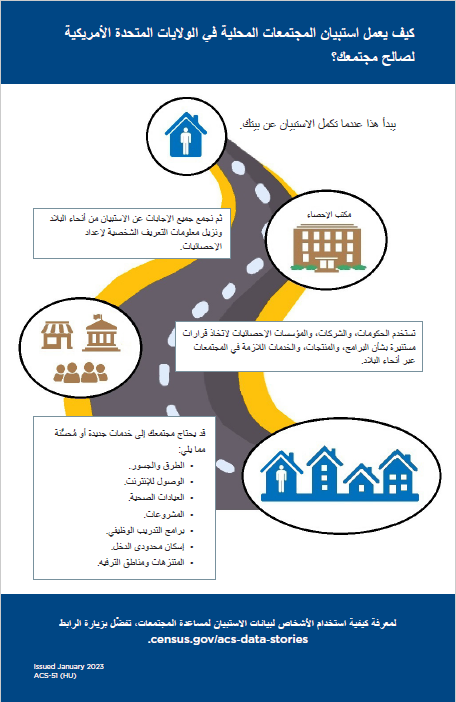 كيف يعمل استبيان المجتمعات المحلية في الولايات المتحدة الأمريكية
لصالح مجتمعك؟
يبدأ هذا عندما تكمل الاستبيان عن بيتك.
مكتب الإحصاء
ثم نجمع جميع الإجابات عن الاستبيان من أنحاء البلاد
ونزيل معلومات التعريف الشخصية لإعداد
الإحصائيات.
تستخدم الحكومات، والشركات، والمؤسسات الإحصائيات لاتخاذ قرارات
مستنيرة بشأن البرامج، والمنتجات، والخدمات اللازمة في المجتمعات
عبر أنحاء البلاد.
قد يحتاج مجتمعك إلى خدمات جديدة أو مُحسَّنة
مما يلي:
• الطرق والجسور.
• الوصول للإنترنت.
• العيادات الصحية.
• المشروعات.
• برامج التدريب الوظيفي.
• إسكان محدودى الدخل.
• المتنزهات ومناطق الترفيه.
لمعرفة كيفية استخدام الأشخاص لبيانات الاستبيان لمساعدة المجتمعات، تفضَّل بزيارة الرابط
census.gov/acs-data-stories.
Issued January 2023
ACS-51 (HU)